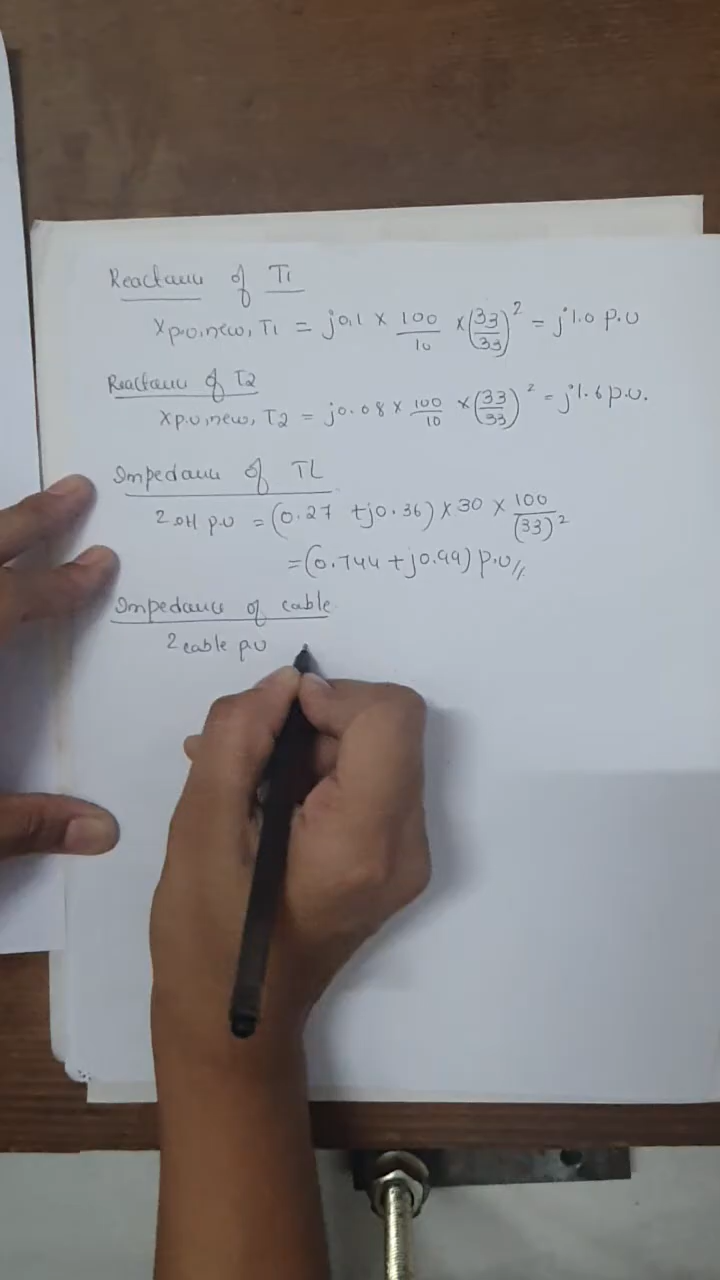 Reactance of T1
Xp.u,new,T1 = j0.1 × 100/10 × (33/33)² = j1.0 p.u
Reactance of T2
Xp.u,new,T2 = j0.08 × 100/10 × (33/33)² = j1.6 p.u.
Impedance of TL
ZOH p.u = (0.27 + j0.36) × 30 × 100/(33)²
= (0.744 + j0.99) p.u//
Impedance of cable
Zcable p.u